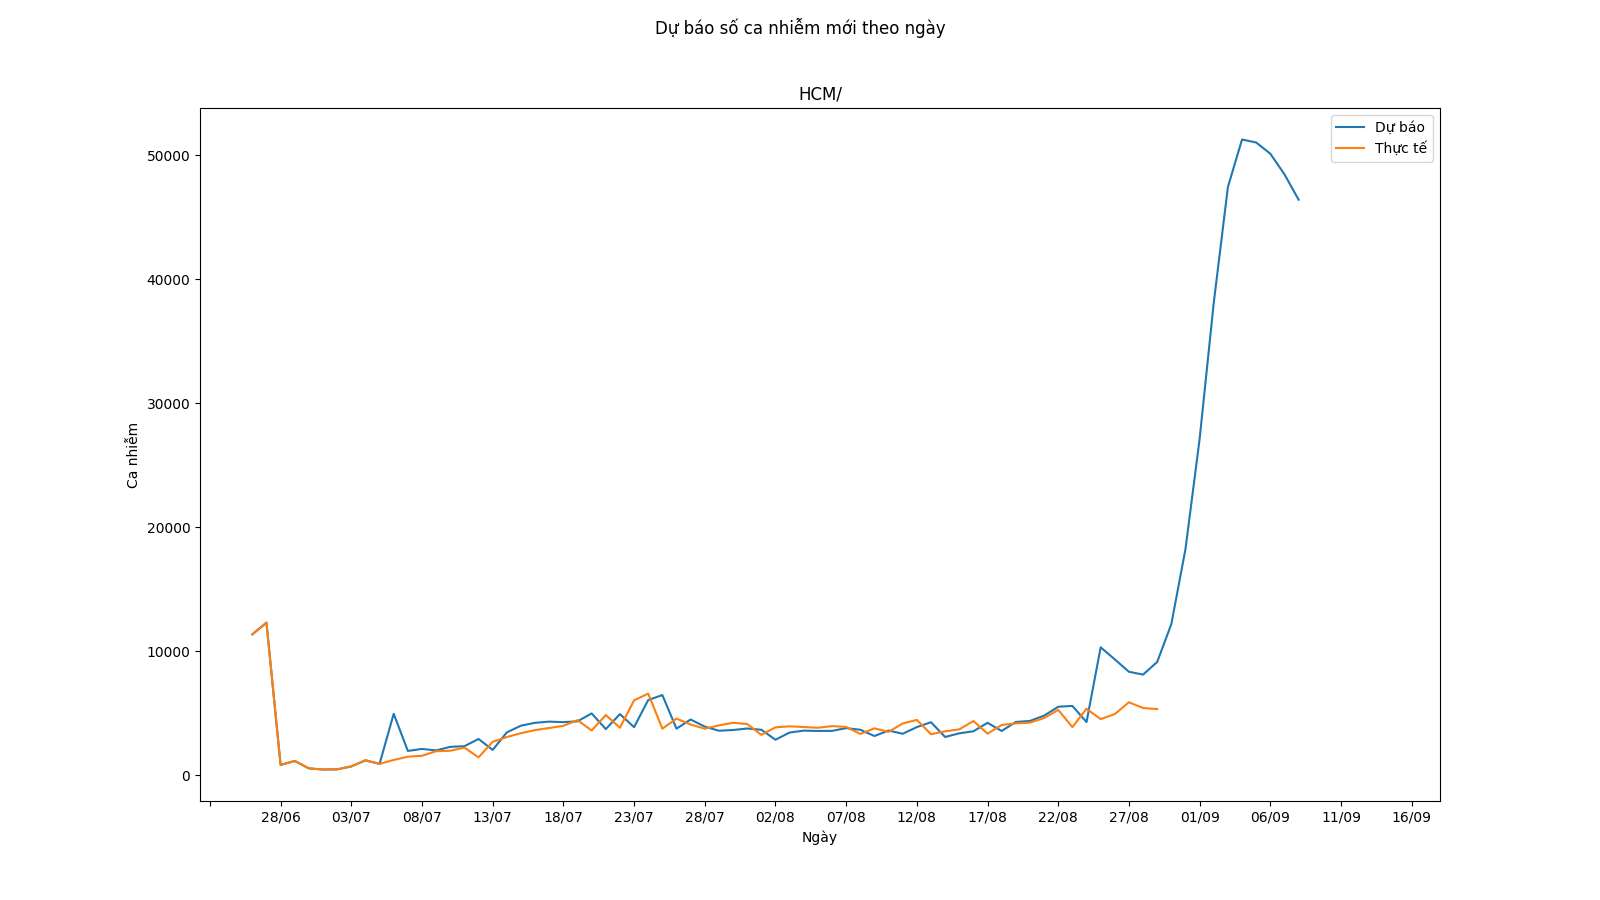 Dự báo số ca nhiễm mới theo ngày
HCM/
Dự báo
Thực tế
50000
40000
30000
20000
10000
0
Ca nhiễm
28/06 03/07 08/07 13/07 18/07 23/07 28/07 02/08 07/08 12/08 17/08 22/08 27/08 01/09 06/09 11/09 16/09
Ngày